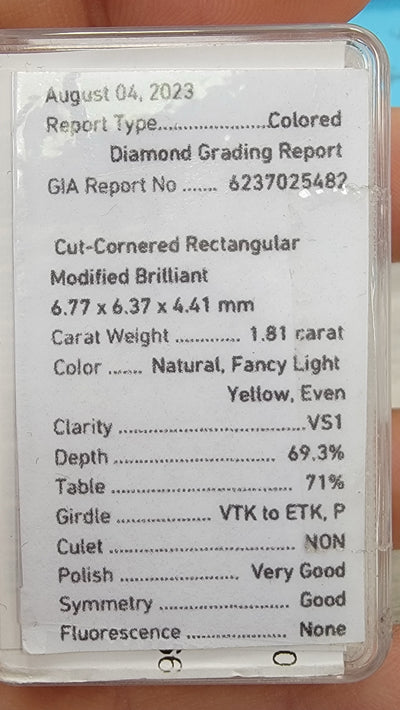 August 04, 2023
Report Type......................Colored
Diamond Grading Report
GIA Report No ....... 6237025482
Cut-Cornered Rectangular
Modified Brilliant
6.77 x 6.37 x 4.41 mm
Carat Weight ............. 1.81 carat
Color ...... Natural, Fancy Light
Yellow, Even
Clarity .....................................VS1
Depth ................................ 69.3%
Table .................................. 71%
Girdle ................ VTK to ETK, P
Culet .................................. NON
Polish ..................... Very Good
Symmetry ........................ Good
Fluorescence ................. None